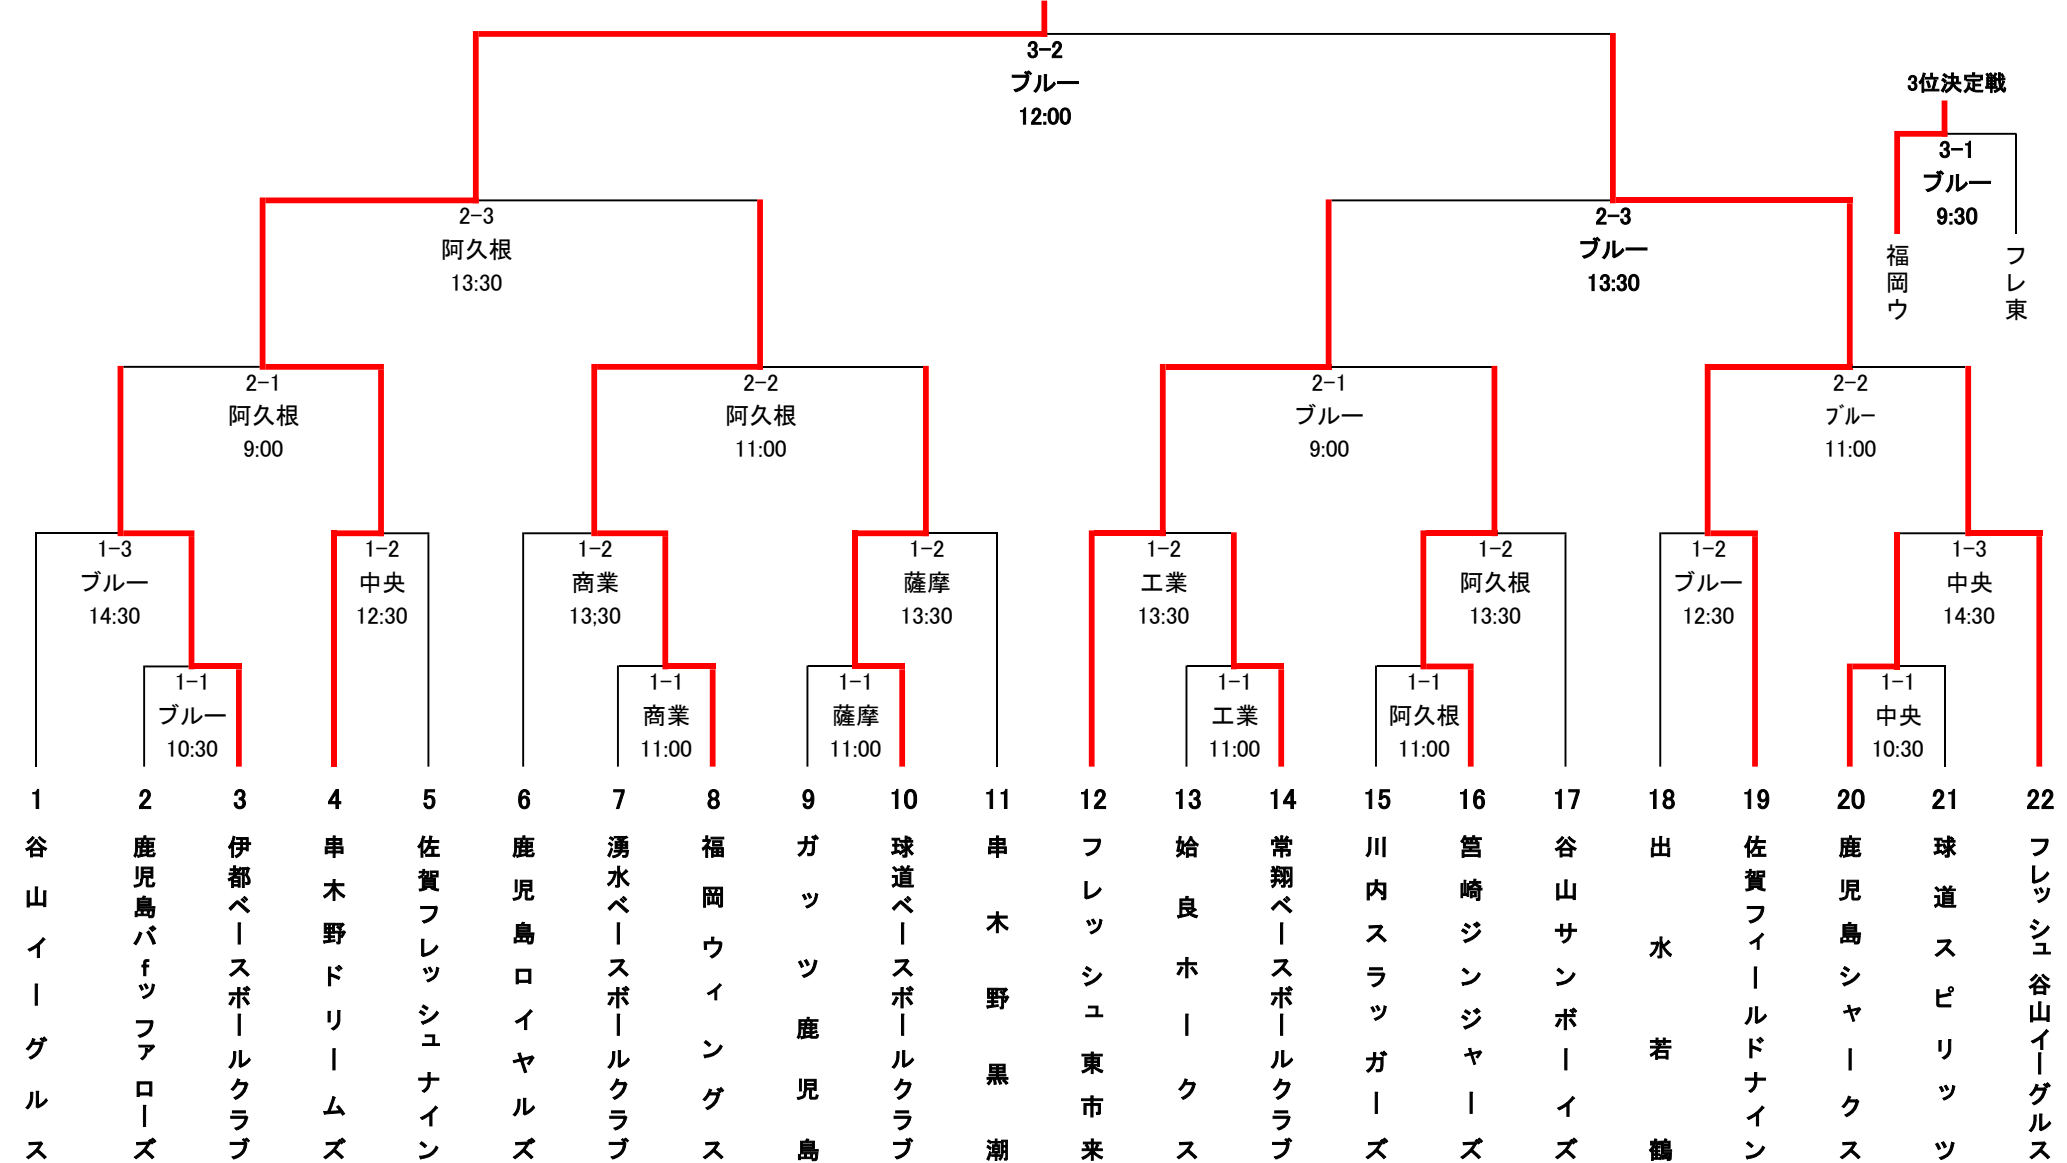 3-2
ブルー
12:00
3位決定戦
3-1
ブルー
9:30
福岡ウ
フレ東
2-3
阿久根
13:30
2-3
ブルー
13:30
2-1
阿久根
9:00
2-2
阿久根
11:00
2-1
ブルー
9:00
2-2
ブルー
11:00
1-3
ブルー
14:30
1-2
中央
12:30
1-2
商業
13;30
1-2
薩摩
13:30
1-2
工業
13:30
1-2
阿久根
13:30
1-2
ブルー
12:30
1-3
中央
14:30
1-1
ブルー
10:30
1-1
商業
11:00
1-1
薩摩
11:00
1-1
工業
11:00
1-1
阿久根
11:00
1-1
中央
10:30
1
谷山イーグルス
2
鹿児島バfッファローズ
3
伊都ベースボールクラブ
4
串木野ドリームズ
5
佐賀フレッシュナイン
6
鹿児島ロイヤルズ
7
湧水ベースボールクラブ
8
福岡ウィングス
9
ガッツ鹿児島
10
球道ベースボールクラブ
11
串木野黒潮
12
フレッシュ東市来
13
姶良ホークス
14
常翔ベースボールクラブ
15
川内スラッガーズ
16
筥崎ジンジャーズ
17
谷山サンボーイズ
18
出水若鶴
19
佐賀フィールドナイン
20
鹿児島シャークス
21
球道スピリッツ
22
フレッシュ谷山イーグルス